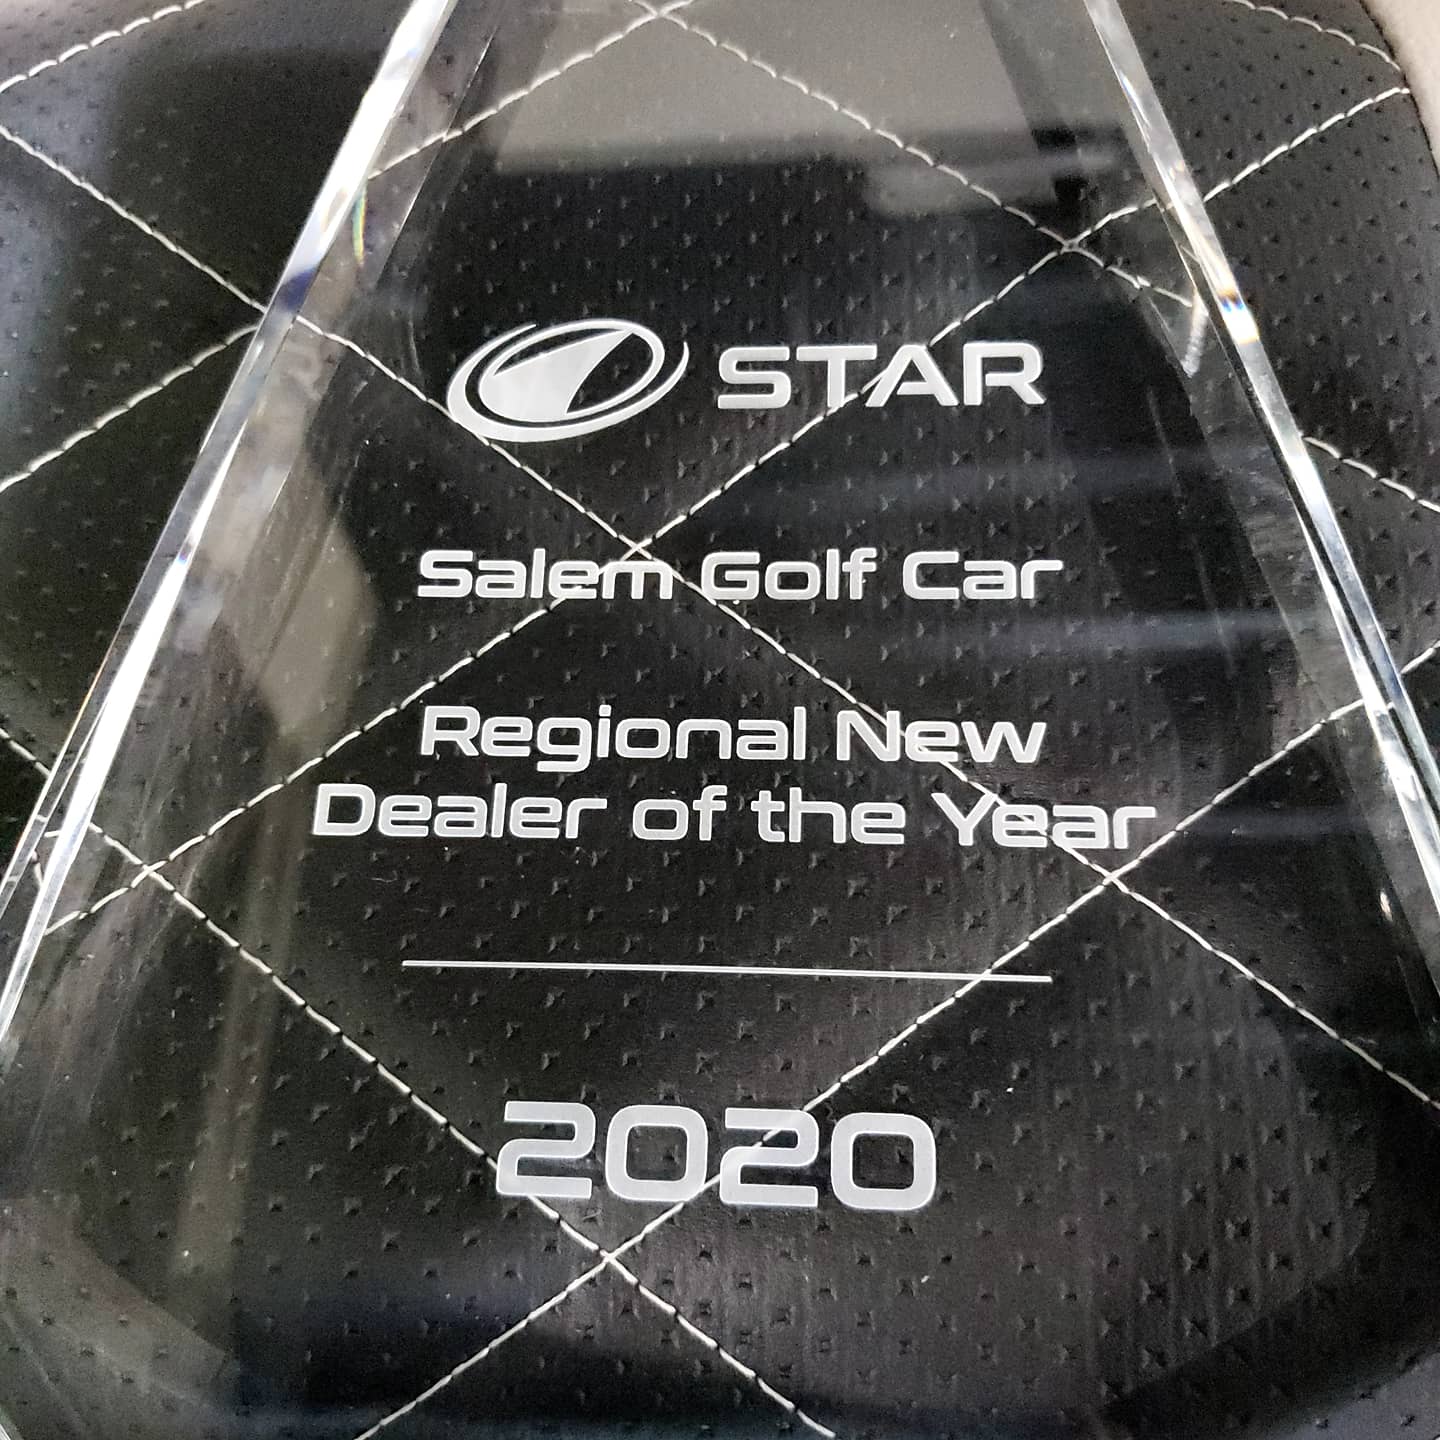 STAR
Salem Golf Car
Regional New
Dealer of the Year
2020